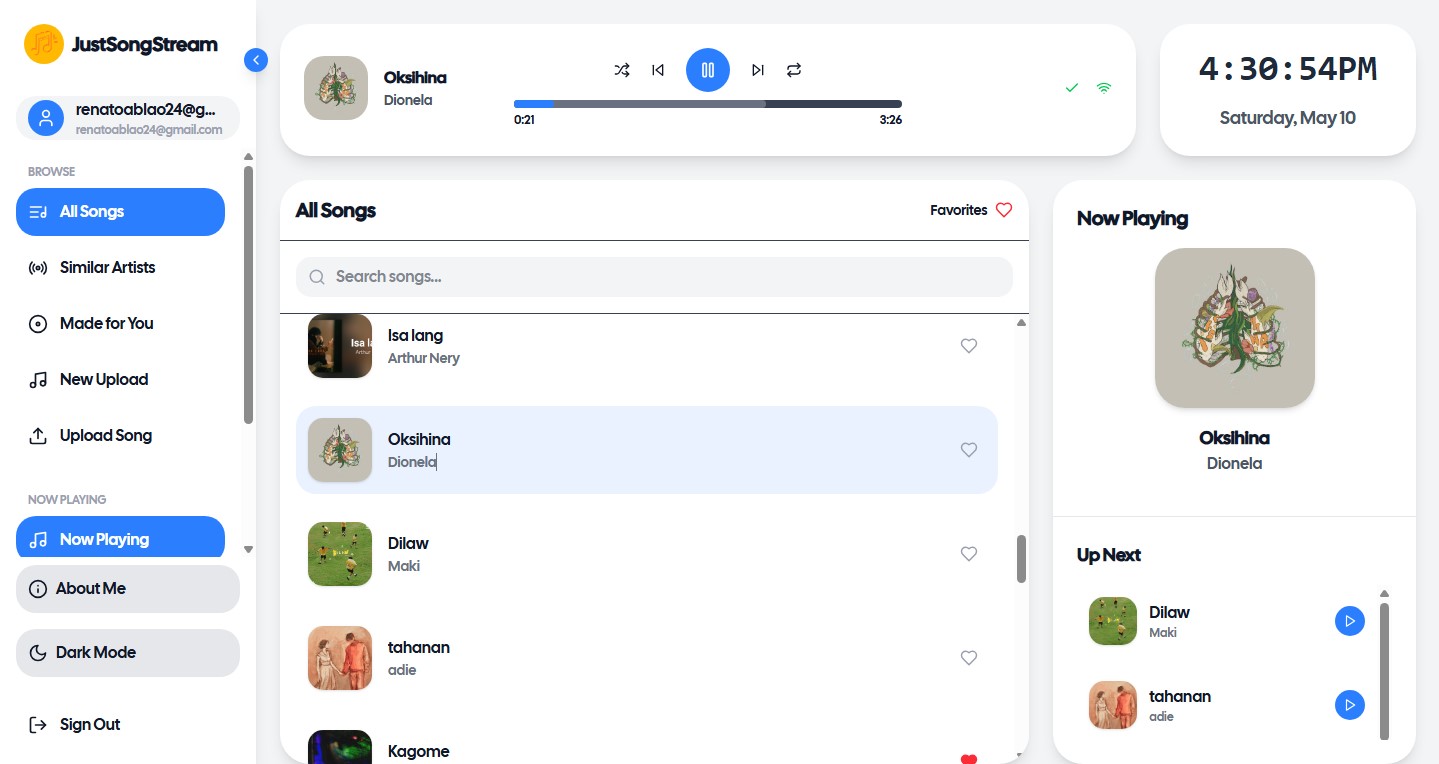 JustSongStream
renatoablao24@g...
renatoablao24@gmail.com
BROWSE
All Songs
Similar Artists
Made for You
New Upload
Upload Song
NOW PLAYING
Now Playing
About Me
Dark Mode
Sign Out
Oksihina
Dionela
0:21
3:26
4:30:54PM
Saturday, May 10
All Songs
Favorites
Search songs...
Isa lang
Arthur Nery
Oksihina
Dionela
Dilaw
Maki
tahanan
adie
Kagome
Now Playing
Oksihina
Dionela
Up Next
Dilaw
Maki
tahanan
adie